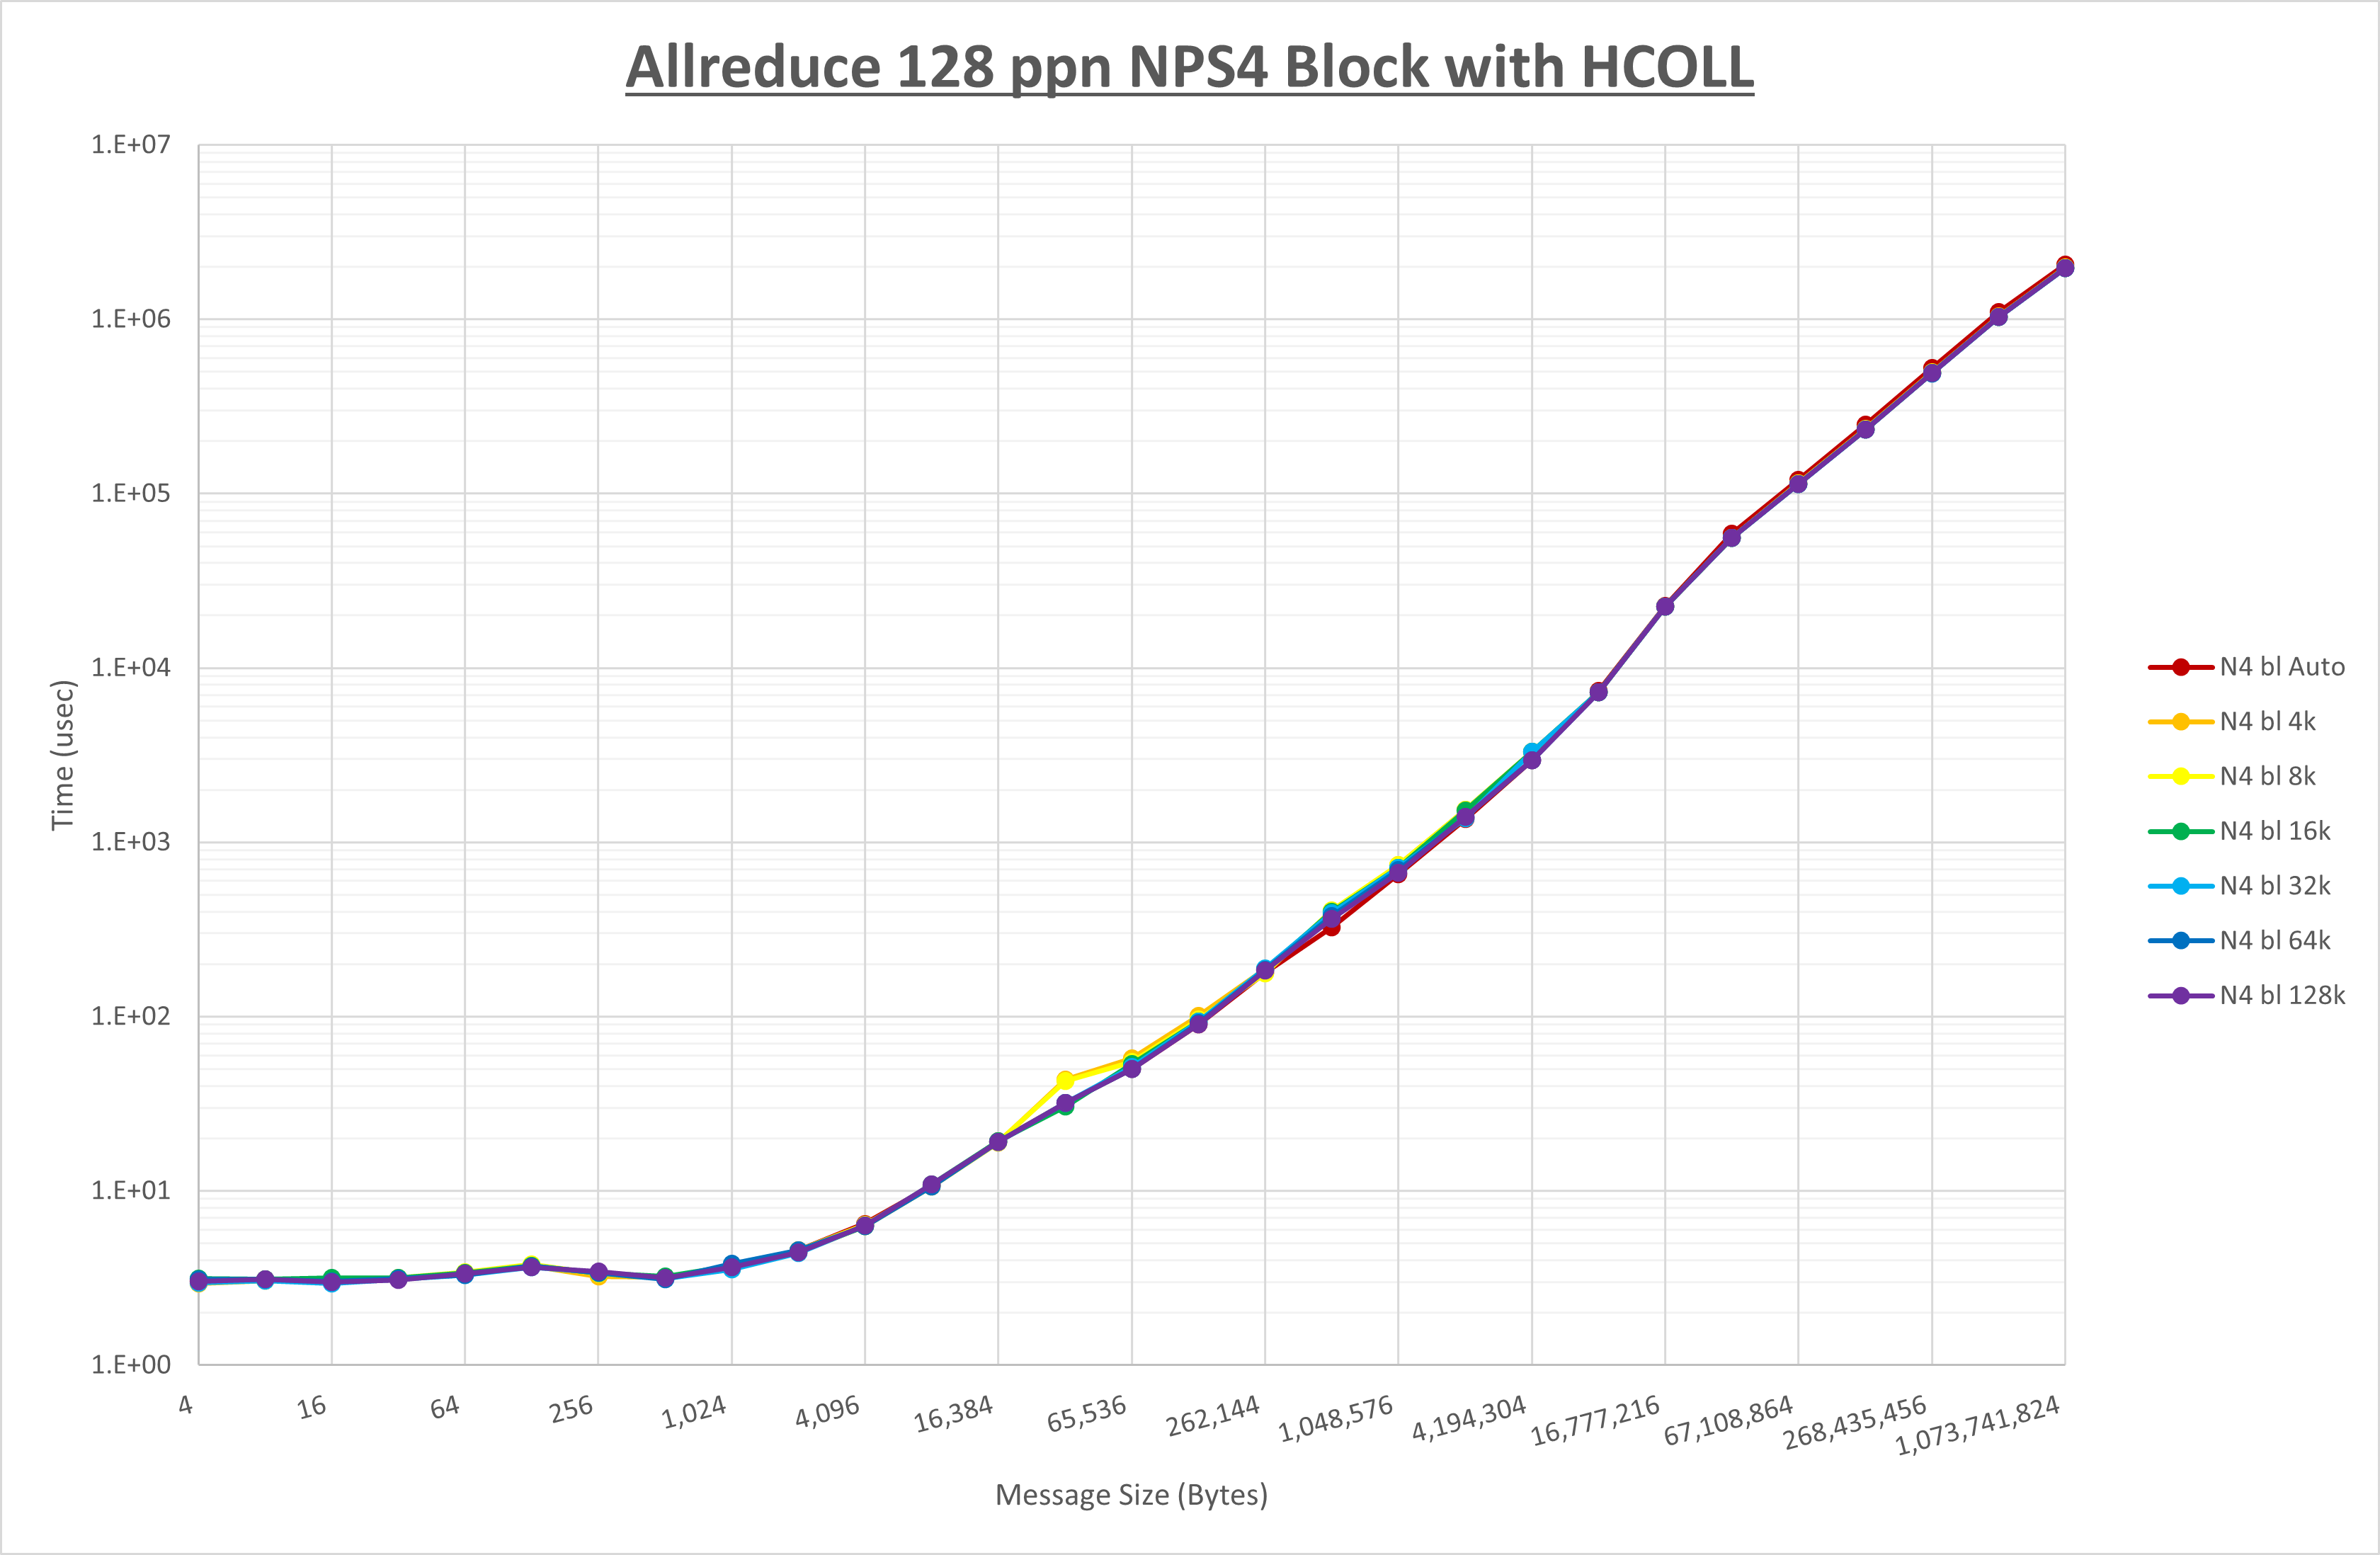 Allreduce 128 ppn NPS4 Block with HCOLL
1.E+07
1.E+06
1.E+05
1.E+04
1.E+03
1.E+02
1.E+01
1.E+00
Time (usec)
4
16
64
256
1,024
4,096
16,384
65,536
262,144
1,048,576
4,194,304
16,777,216
67,108,864
268,435,456
1,073,741,824
Message Size (Bytes)
N4 bl Auto
N4 bl 4k
N4 bl 8k
N4 bl 16k
N4 bl 32k
N4 bl 64k
N4 bl 128k